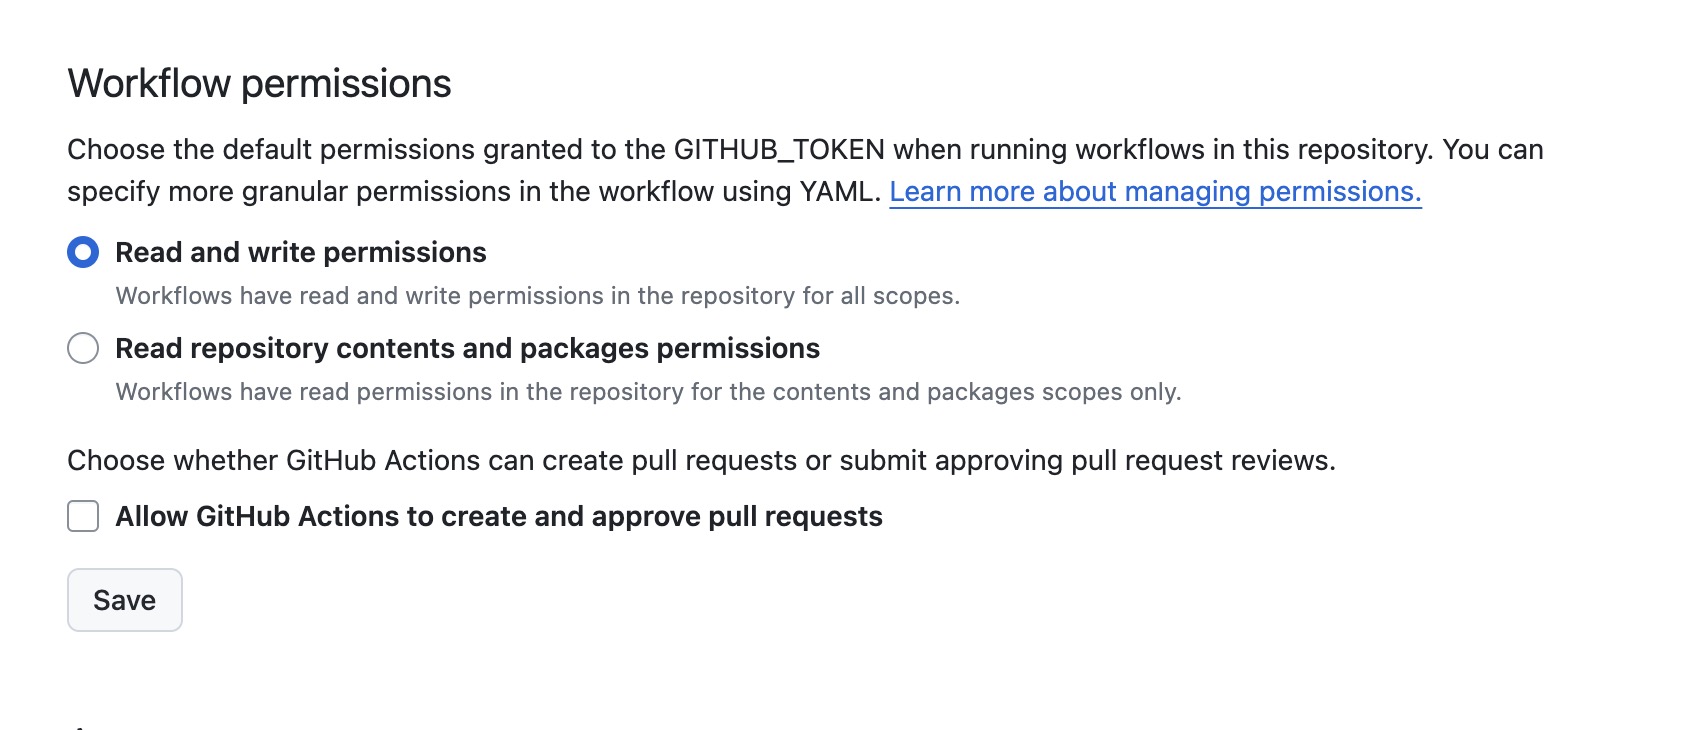 Workflow permissions
Choose the default permissions granted to the GITHUB_TOKEN when running workflows in this repository. You can
specify more granular permissions in the workflow using YAML. Learn more about managing permissions.
Read and write permissions
Workflows have read and write permissions in the repository for all scopes.
Read repository contents and packages permissions
Workflows have read permissions in the repository for the contents and packages scopes only.
Choose whether GitHub Actions can create pull requests or submit approving pull request reviews.
Allow GitHub Actions to create and approve pull requests
Save